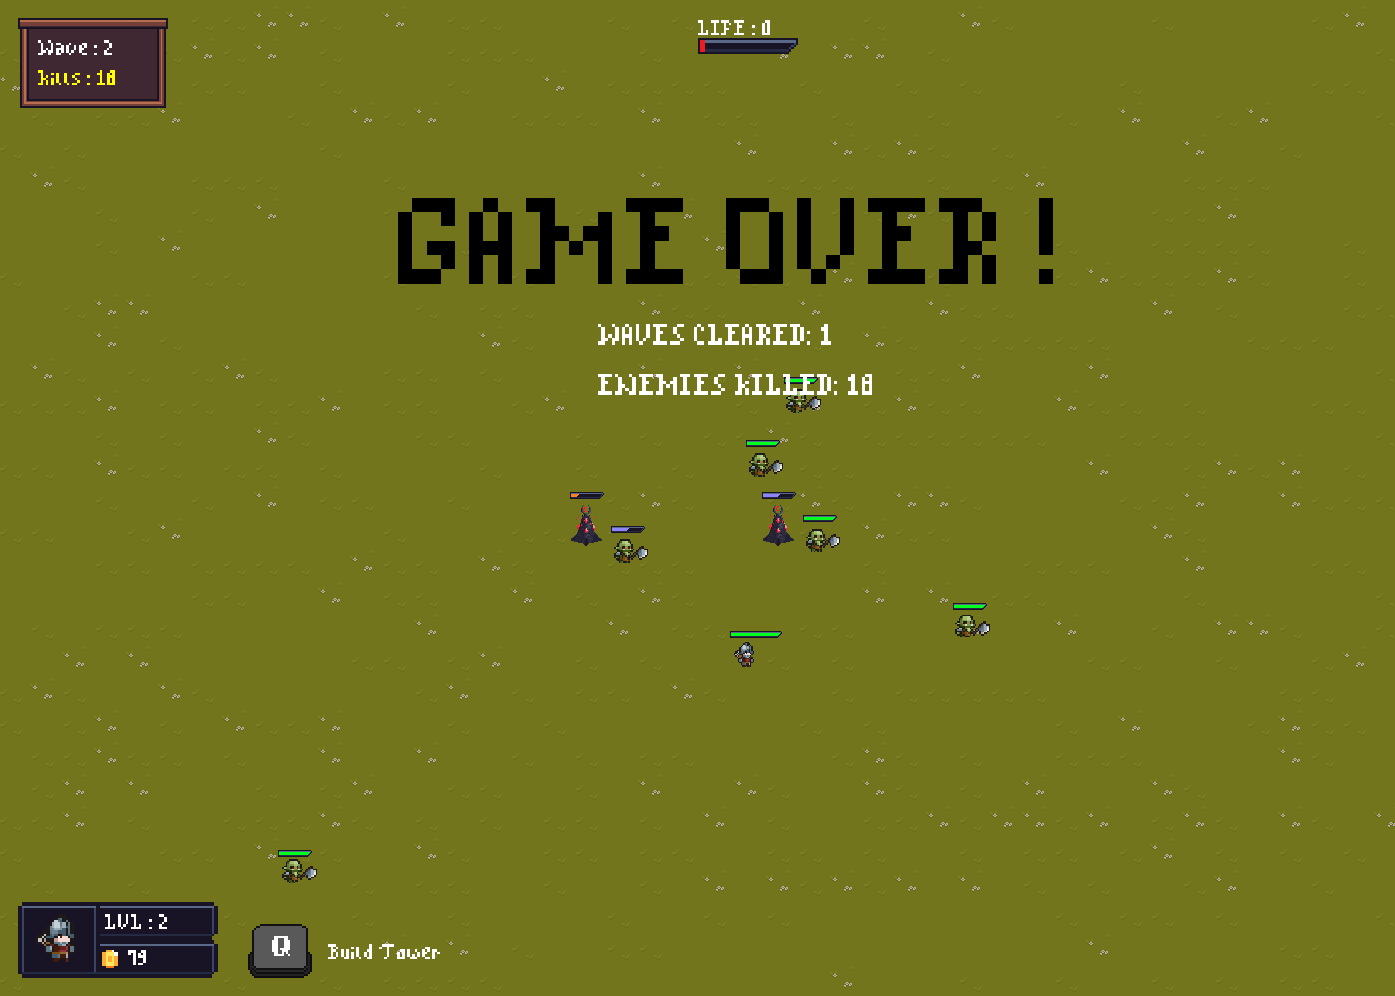 Wave:2
kills:18
LIFE:0
GAME OVER!
WAVES CLEARED: 1
ENEMIES KILLED: 18
LVL:2
79
Q
Build Tower